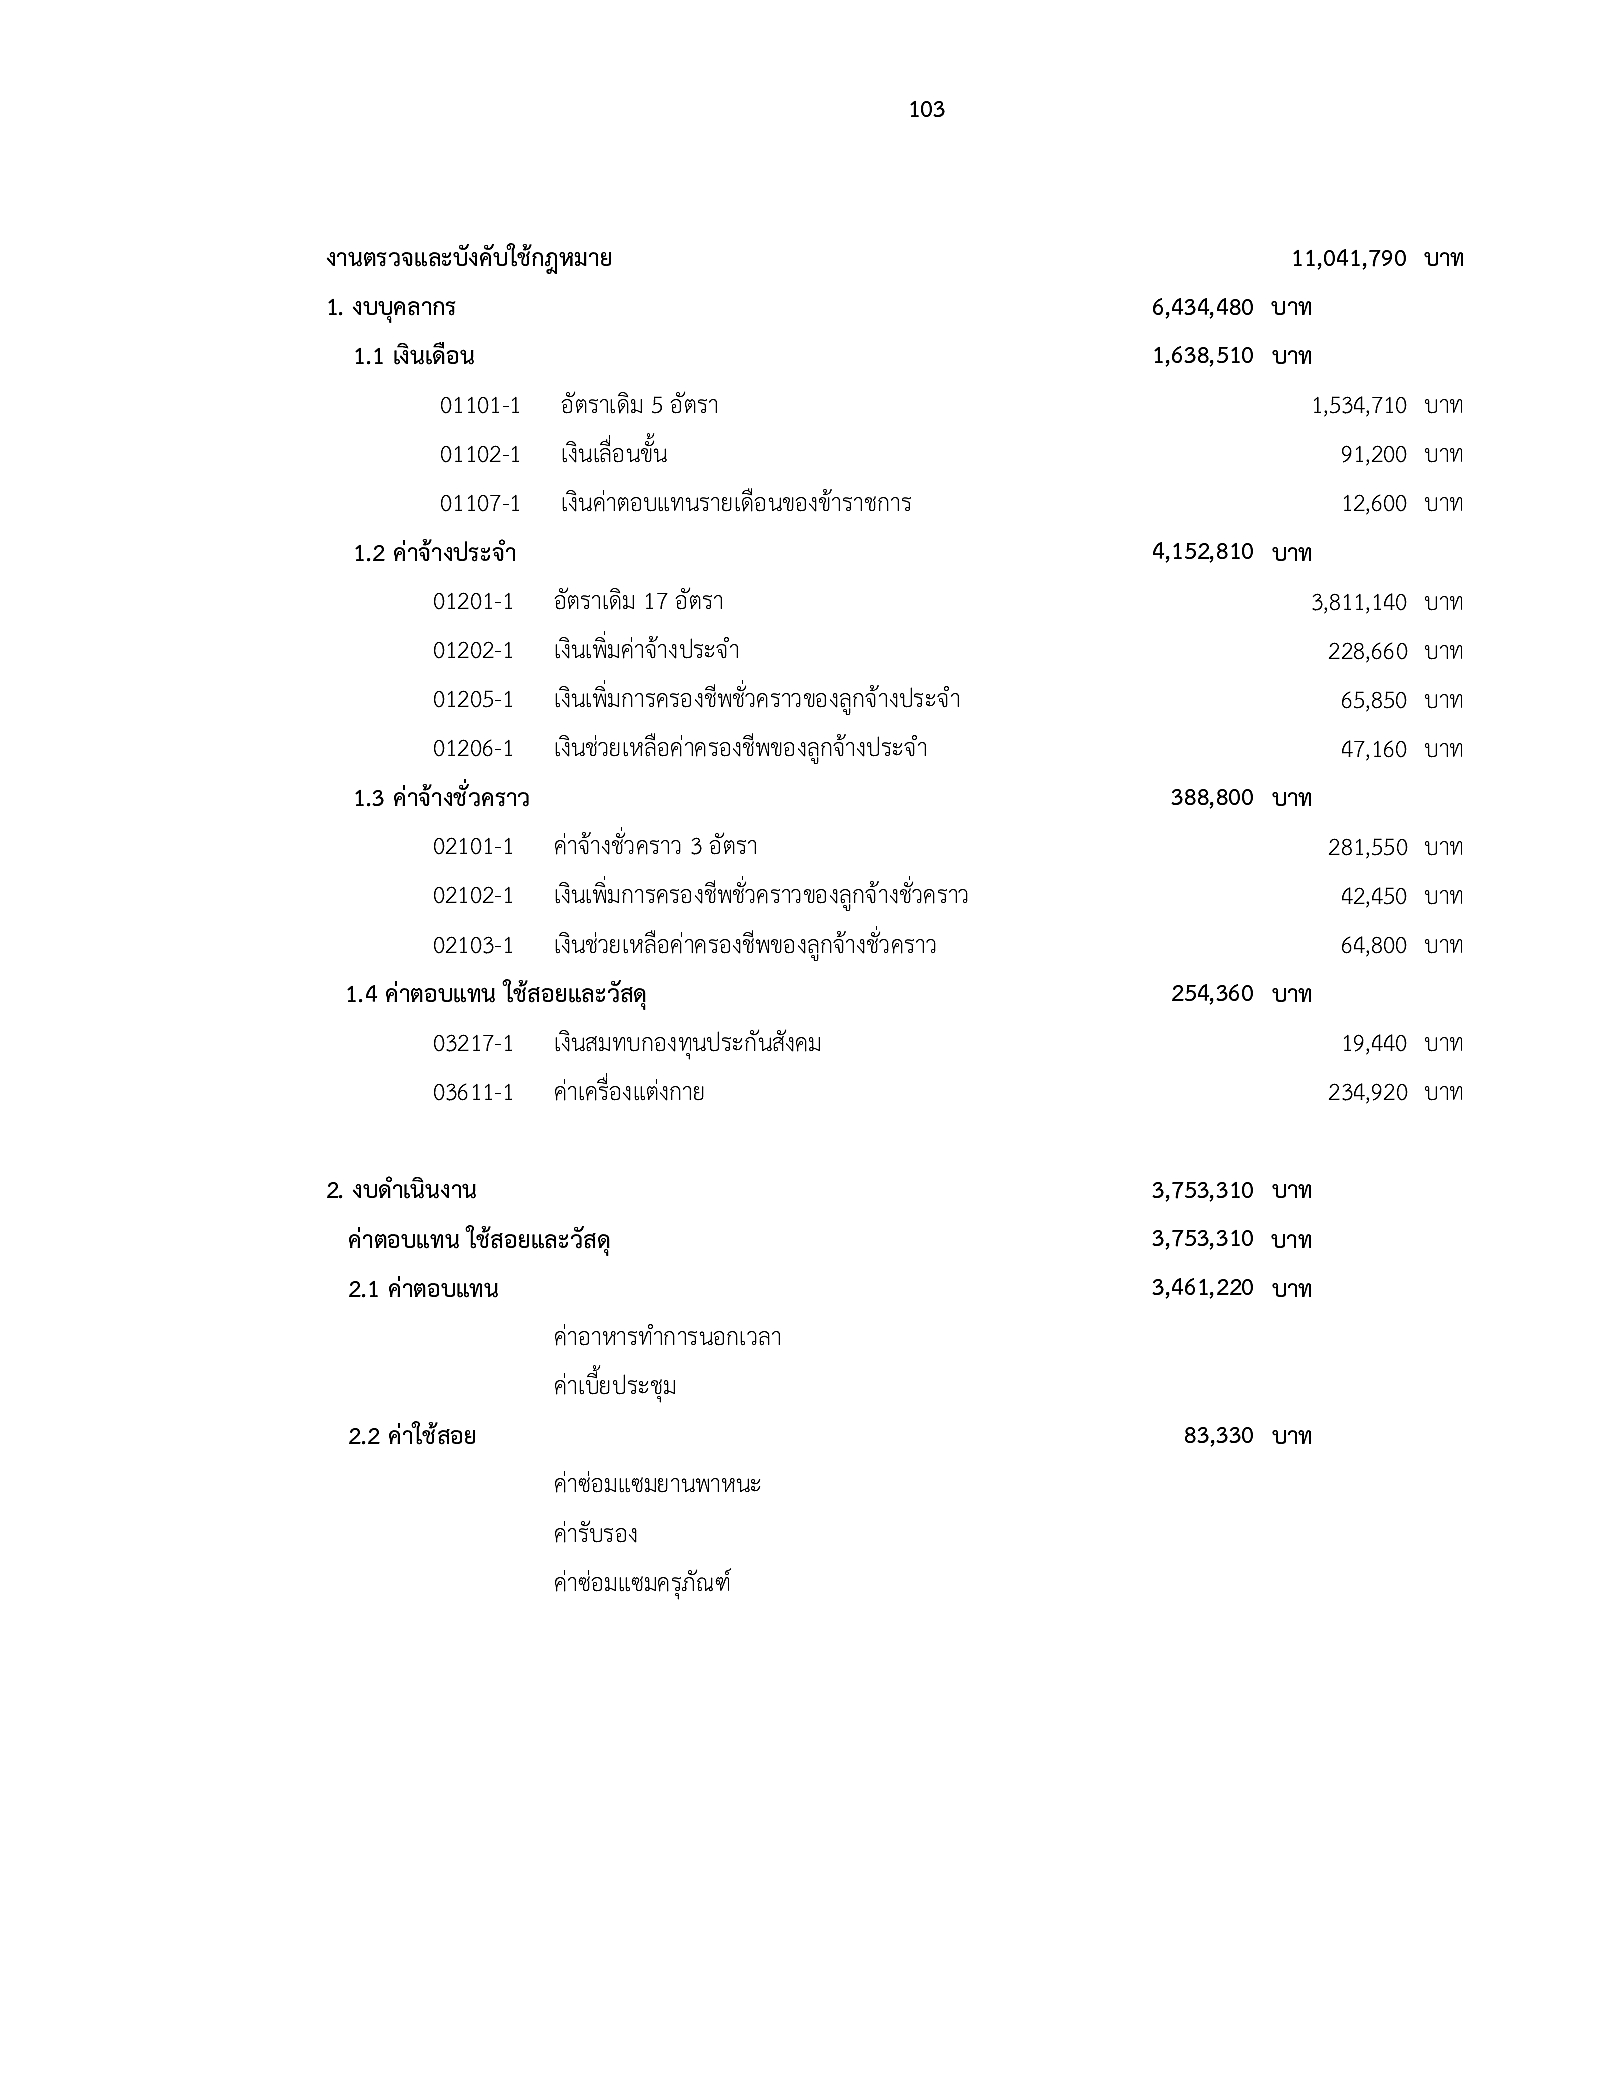 103
งานตรวจและบังคับใช้กฎหมาย 11,041,790 บาท
1. งบบุคลากร 6,434,480 บาท
1.1 เงินเดือน 1,638,510 บาท
01101-1 อัตราเดิม 5 อัตรา 1,534,710 บาท
01102-1 เงินเลื่อนขั้น 91,200 บาท
01107-1 เงินค่าตอบแทนรายเดือนของข้าราชการ 12,600 บาท
1.2 ค่าจ้างประจำ 4,152,810 บาท
01201-1 อัตราเดิม 17 อัตรา 3,811,140 บาท
01202-1 เงินเพิ่มค่าจ้างประจำ 228,660 บาท
01205-1 เงินเพิ่มการครองชีพชั่วคราวของลูกจ้างประจำ 65,850 บาท
01206-1 เงินช่วยเหลือค่าครองชีพของลูกจ้างประจำ 47,160 บาท
1.3 ค่าจ้างชั่วคราว 388,800 บาท
02101-1 ค่าจ้างชั่วคราว 3 อัตรา 281,550 บาท
02102-1 เงินเพิ่มการครองชีพชั่วคราวของลูกจ้างชั่วคราว 42,450 บาท
02103-1 เงินช่วยเหลือค่าครองชีพของลูกจ้างชั่วคราว 64,800 บาท
1.4 ค่าตอบแทน ใช้สอยและวัสดุ 254,360 บาท
03217-1 เงินสมทบกองทุนประกันสังคม 19,440 บาท
03611-1 ค่าเครื่องแต่งกาย 234,920 บาท
2. งบดำเนินงาน 3,753,310 บาท
ค่าตอบแทน ใช้สอยและวัสดุ 3,753,310 บาท
2.1 ค่าตอบแทน 3,461,220 บาท
ค่าอาหารทำการนอกเวลา
ค่าเบี้ยประชุม
2.2 ค่าใช้สอย 83,330 บาท
ค่าซ่อมแซมยานพาหนะ
ค่ารับรอง
ค่าซ่อมแซมครุภัณฑ์